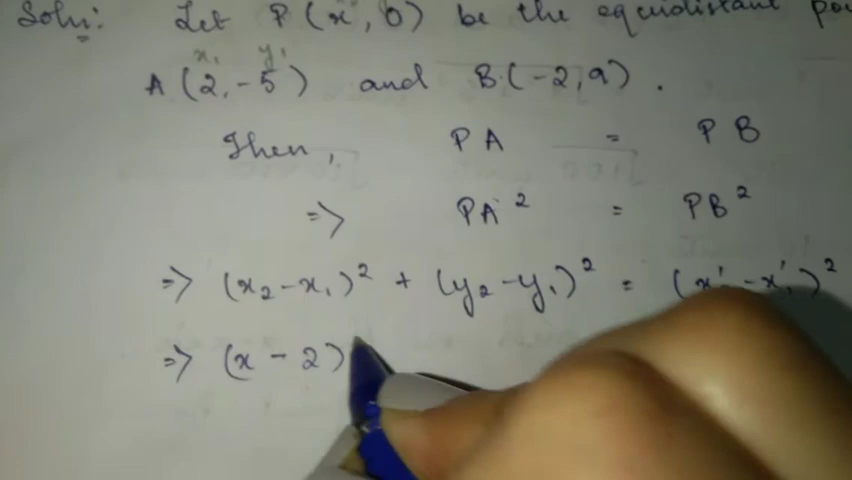 Soln: Let P(x, 0) be the equidistant
x₁ y₁
A(2, -5) and B(-2, 9).
Then, PA = PB
=> PA² = PB²
=> (x₂ - x₁)² + (y₂ - y₁)² = (x' - x₁')²
=> (x - 2)